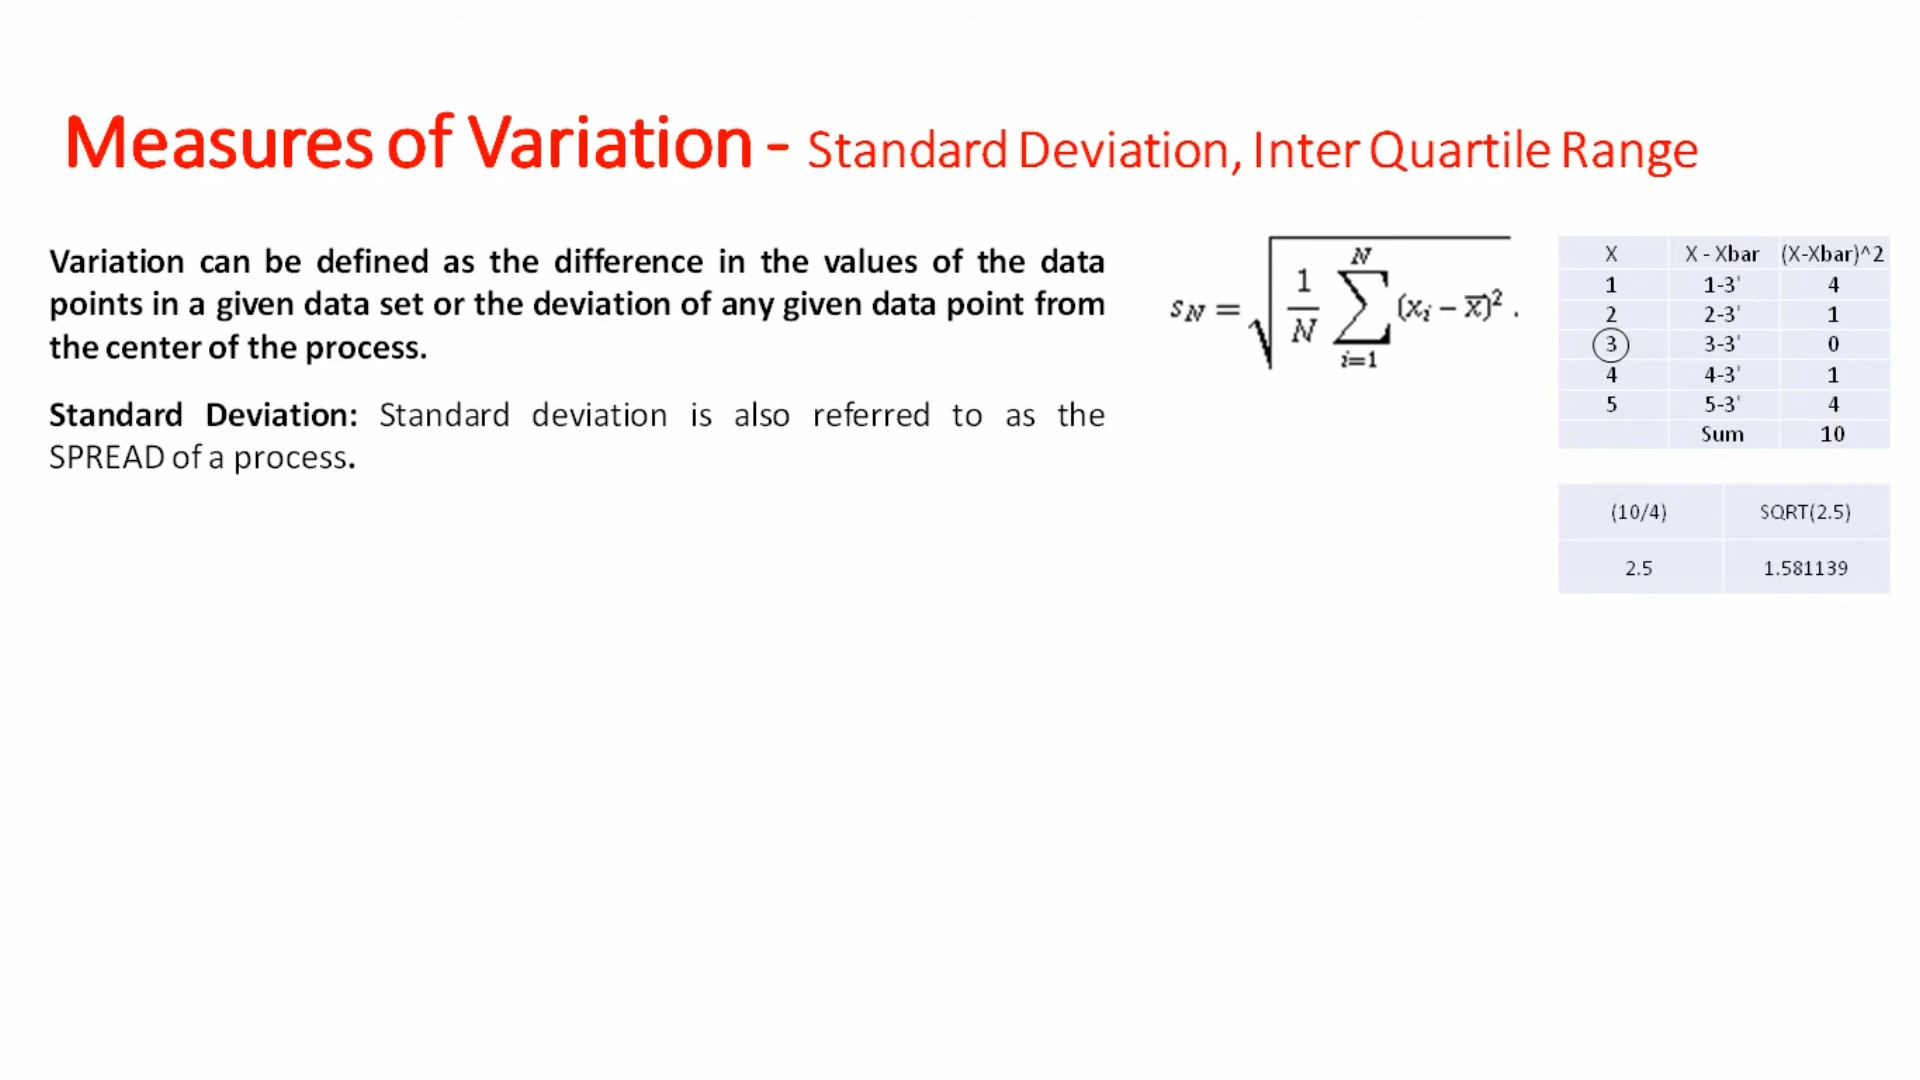 Measures of Variation - Standard Deviation, Inter Quartile Range
Variation can be defined as the difference in the values of the data
points in a given data set or the deviation of any given data point from
the center of the process.
Standard Deviation: Standard deviation is also referred to as the
SPREAD of a process.
s_N = √(1/N ∑_{i=1}^{N} (x_i − x̅)²) .
X X - Xbar (X-Xbar)^2
1 1-3' 4
2 2-3' 1
3 3-3' 0
4 4-3' 1
5 5-3' 4
Sum 10
(10/4) SQRT(2.5)
2.5 1.581139